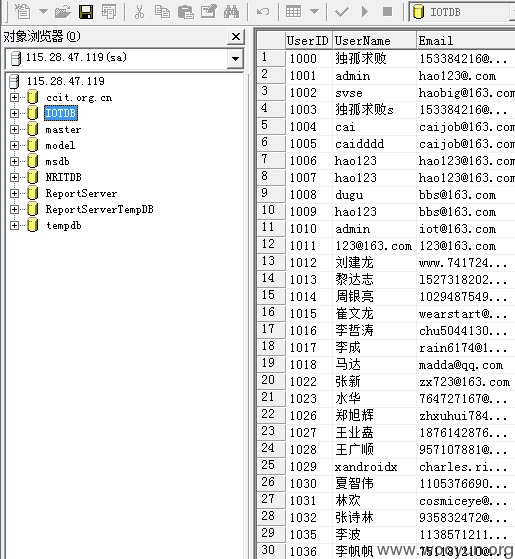 IOTDB
对象浏览器(O)
115.28.47.119(sa)
115.28.47.119
ccit.org.cn
IOTDB
master
model
msdb
NRITDB
ReportServer
ReportServerTempDB
tempdb
UserID UserName Email
1 1000 独孤求败 153384216@...
2 1001 admin hao123@.com
3 1002 svse haobig@163.com
4 1003 独孤求败s 153384216@...
5 1004 cai caijob@163.com
6 1005 caidddd caijob@163.com
7 1006 hao123 hao123@163.com
8 1007 hao123 hao123@163.com
9 1008 dugu bbs@163.com
10 1009 hao123 bbs@163.com
11 1010 admin iot@163.com
12 1011 123@163.com 123@163.com
13 1012 刘建龙 www.741724...
14 1013 黎达志 l527318202...
15 1014 周银亮 1029487549...
16 1015 崔文龙 wearstart@...
17 1016 李哲涛 chu5044130...
18 1017 李成 rain6174@1...
19 1018 马达 madda@qq.com
20 1022 张新 zx723@163.com
21 1023 水华 764727167@...
22 1026 郑旭辉 zhxuhui784...
23 1027 王业嚞 1876142876...
24 1028 王广顺 957107881@...
25 1029 xandroidx charles.ri...
26 1030 夏智伟 1105376690...
27 1031 林欢 cosmiceye@...
28 1032 张诗林 935832472@...
29 1035 李波 1138571211...
30 1036 李帆帆